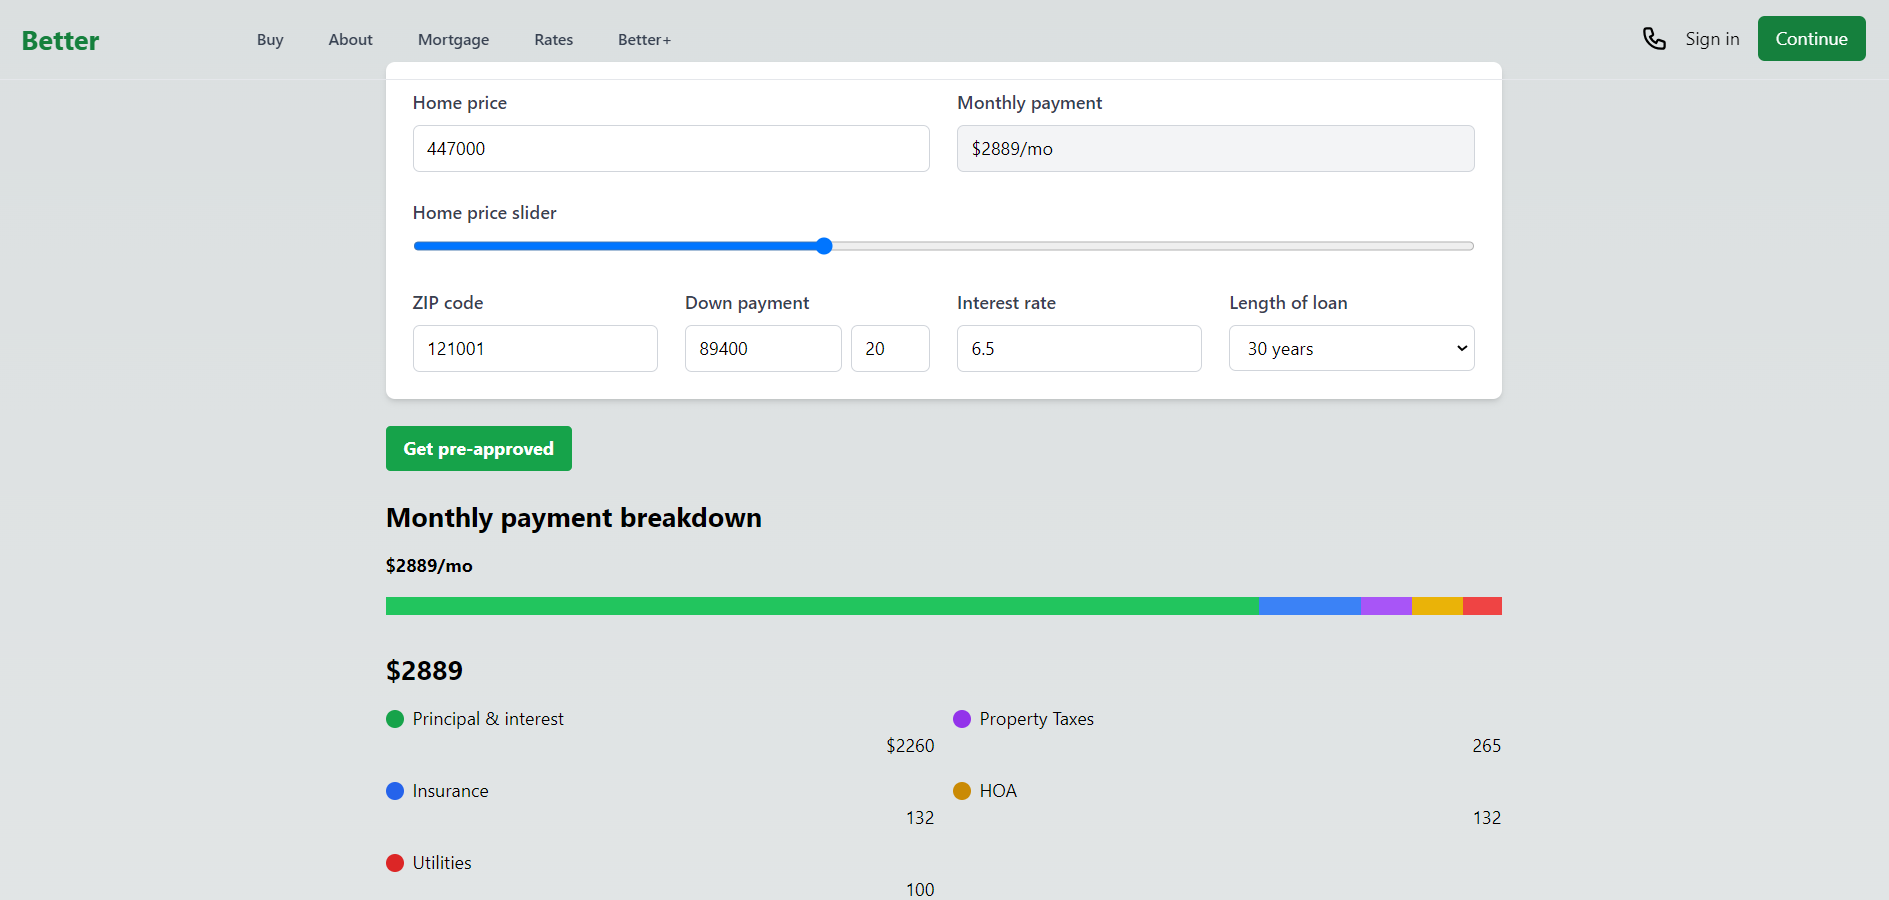 Better Buy About Mortgage Rates Better+ Sign in Continue
Home price Monthly payment
447000 $2889/mo
Home price slider
ZIP code Down payment Interest rate Length of loan
121001 89400 20 6.5 30 years
Get pre-approved
Monthly payment breakdown
$2889/mo
$2889
Principal & interest Property Taxes
$2260 265
Insurance HOA
132 132
Utilities
100